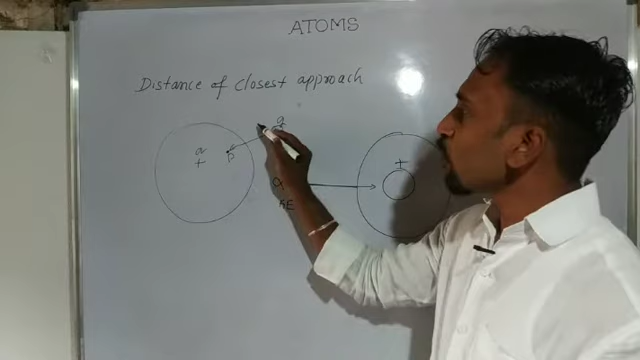 ATOMS
Distance of closest approach
q
Q
+
P
+
KE